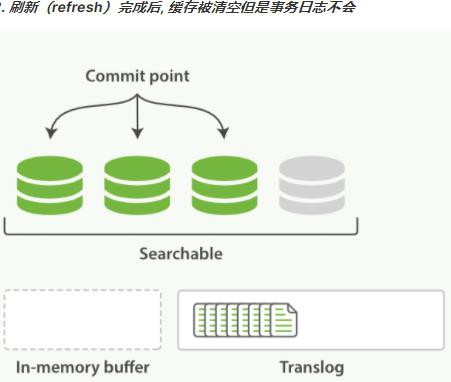 . 刷新（refresh）完成后, 缓存被清空但是事务日志不会
Commit point
Searchable
In-memory buffer
Translog